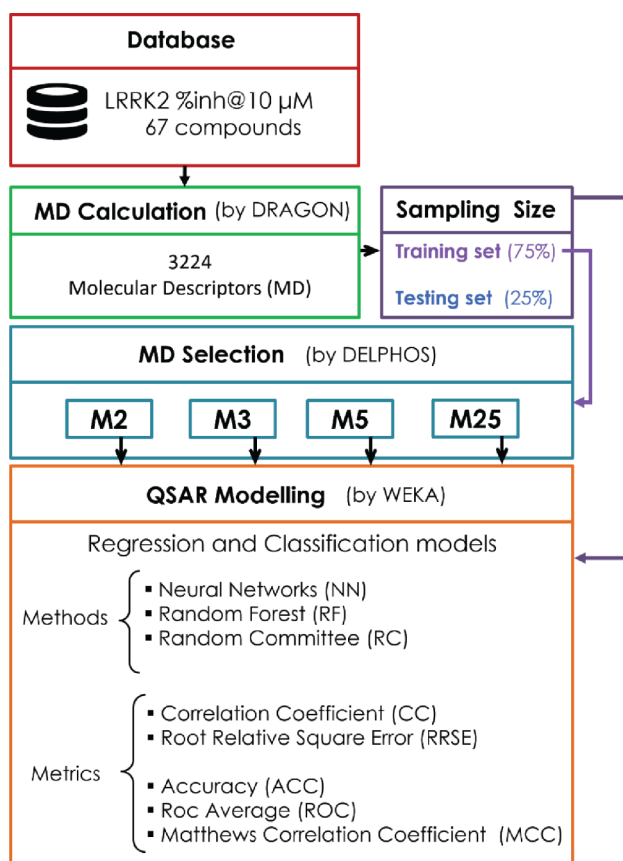 Database
LRRK2 %inh@10 µM
67 compounds
MD Calculation (by DRAGON)
3224
Molecular Descriptors (MD)
Sampling Size
Training set (75%)
Testing set (25%)
MD Selection (by DELPHOS)
M2 M3 M5 M25
QSAR Modelling (by WEKA)
Regression and Classification models
Methods
▪ Neural Networks (NN)
▪ Random Forest (RF)
▪ Random Committee (RC)
Metrics
▪ Correlation Coefficient (CC)
▪ Root Relative Square Error (RRSE)
▪ Accuracy (ACC)
▪ Roc Average (ROC)
▪ Matthews Correlation Coefficient (MCC)